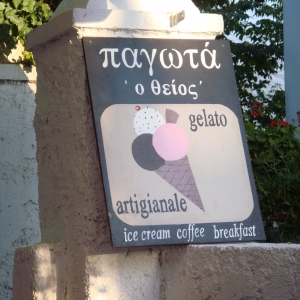 παγωτά
'ο θείος'
gelato
artigianale
ice cream coffee breakfast